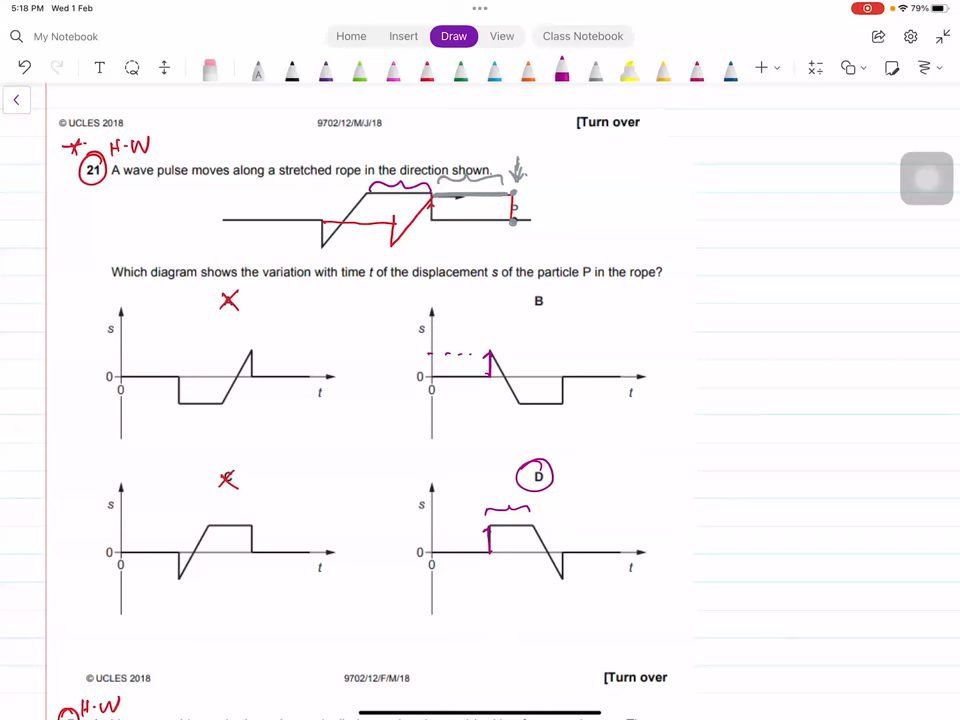 5:18 PM Wed 1 Feb
79%
My Notebook
Home Insert Draw View Class Notebook
© UCLES 2018 9702/12/M/J/18 [Turn over
* H-W
21 A wave pulse moves along a stretched rope in the direction shown.
P
Which diagram shows the variation with time t of the displacement s of the particle P in the rope?
B
s s
0 0
0 t 0 t
C D
s s
0 0
0 t 0 t
© UCLES 2018 9702/12/F/M/18 [Turn over
H-W